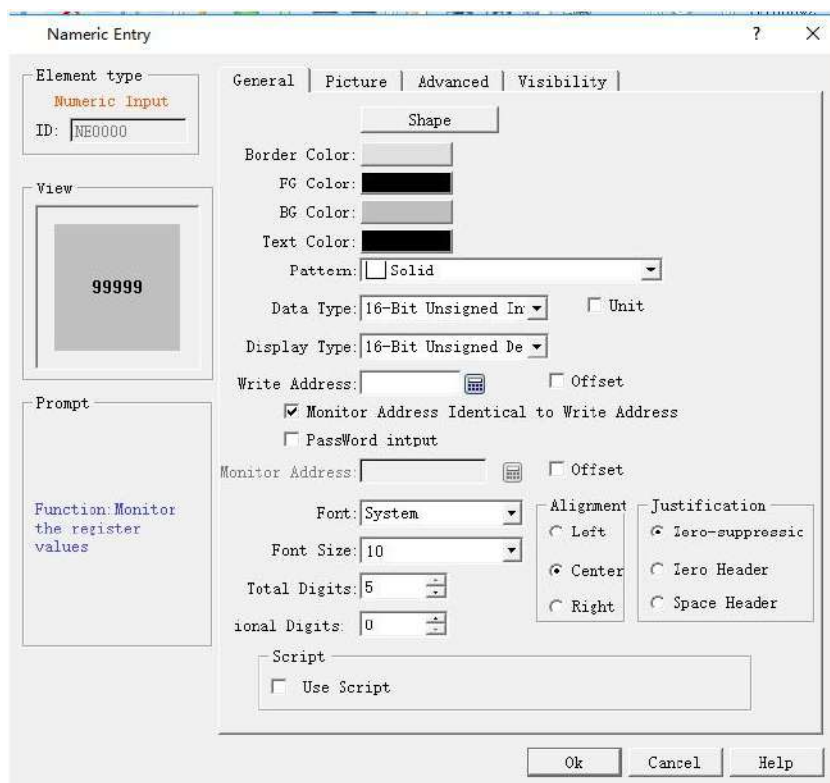 Nameric Entry
? ×
Element type
Numeric Input
ID: NE0000
View
99999
Prompt
Function:Monitor
the register
values
General
Picture
Advanced
Visibility
Shape
Border Color:
FG Color:
BG Color:
Text Color:
Pattern: Solid
Data Type: 16-Bit Unsigned In
Unit
Display Type: 16-Bit Unsigned De
Write Address:
Offset
Monitor Address Identical to Write Address
PassWord intput
Monitor Address:
Offset
Font: System
Font Size: 10
Total Digits: 5
ional Digits: 0
Alignment
Left
Center
Right
Justification
Zero-suppressic
Zero Header
Space Header
Script
Use Script
Ok
Cancel
Help